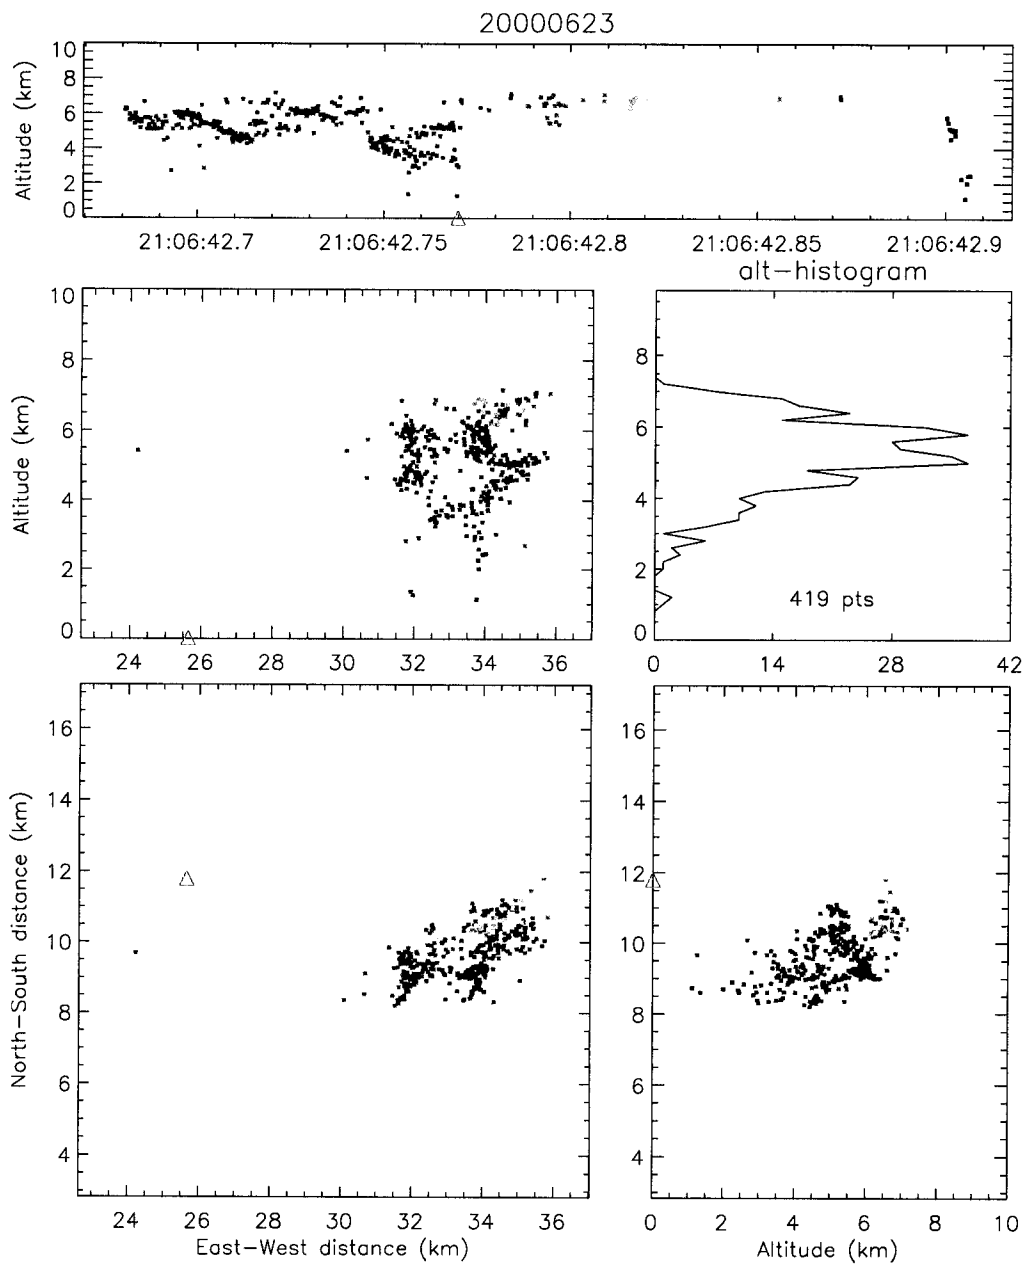 20000623
10
8
6
4
2
0
Altitude (km)
21:06:42.7 21:06:42.75 21:06:42.8 21:06:42.85 21:06:42.9
alt-histogram
10
8
6
4
2
0
Altitude (km)
24 26 28 30 32 34 36
8
6
4
2
0
419 pts
0 14 28 42
16
14
12
10
8
6
4
North-South distance (km)
24 26 28 30 32 34 36
East-West distance (km)
16
14
12
10
8
6
4
0 2 4 6 8 10
Altitude (km)